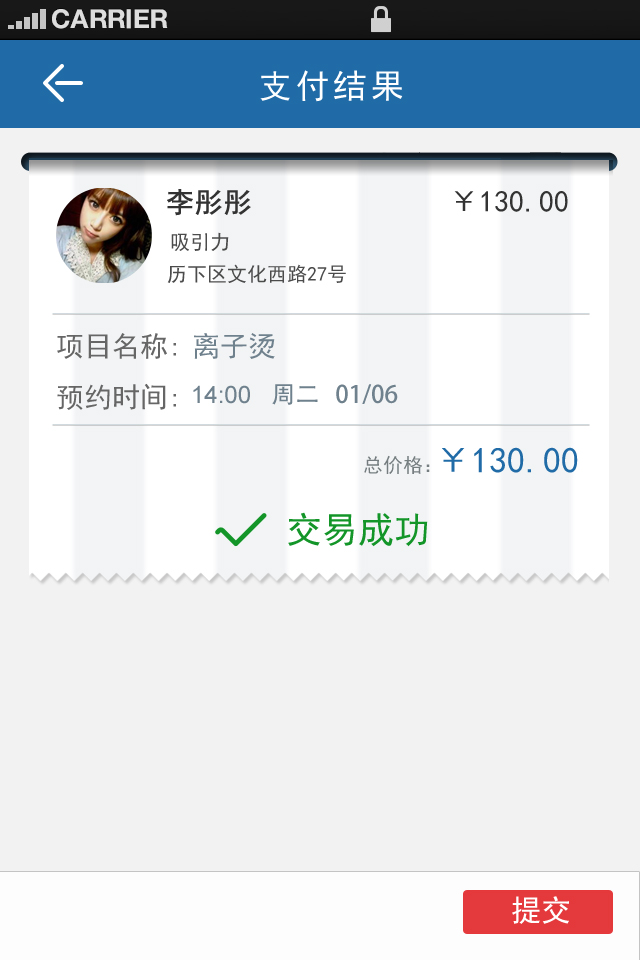 CARRIER
支付结果
李彤彤 ￥130.00
吸引力
历下区文化西路27号
项目名称：离子烫
预约时间：14:00 周二 01/06
总价格：￥130.00
交易成功
提交